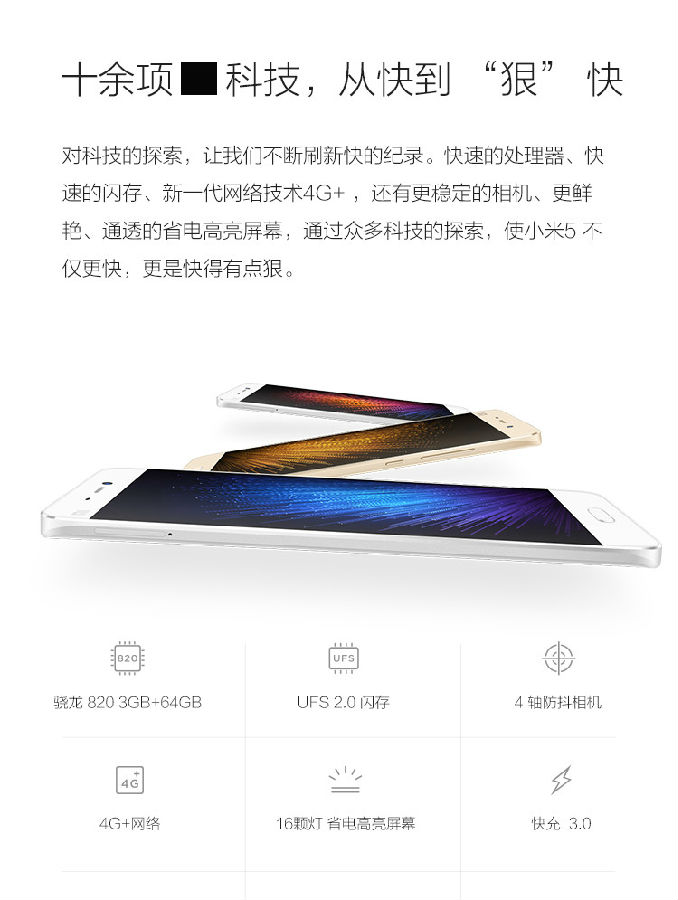 十余项 科技，从快到 “狠” 快
对科技的探索，让我们不断刷新快的纪录。快速的处理器、快
速的闪存、新一代网络技术4G+ ，还有更稳定的相机、更鲜
艳、通透的省电高亮屏幕，通过众多科技的探索，使小米5 不
仅更快，更是快得有点狠。
820
UFS
骁龙 820 3GB+64GB
UFS 2.0 闪存
4 轴防抖相机
4G+
4G+网络
16颗灯 省电高亮屏幕
快充 3.0